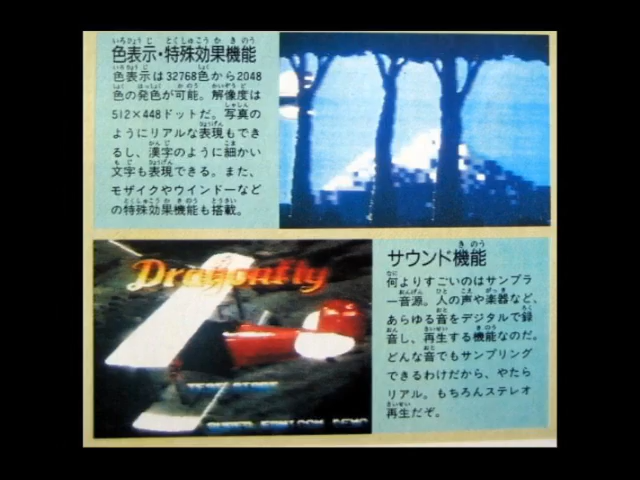 色表示・特殊効果機能
色表示は32768色から2048
色の発色が可能。解像度は
512×448ドットだ。写真の
ようにリアルな表現もでき
るし、漢字のように細かい
文字も表現できる。また、
モザイクやウインドーなど
の特殊効果機能も搭載。
Dragonfly
サウンド機能
何よりすごいのはサンプラ
ー音源。人の声や楽器など、
あらゆる音をデジタルで録
音し、再生する機能なのだ。
どんな音でもサンプリング
できるわけだから、やたら
リアル。もちろんステレオ
再生だぞ。